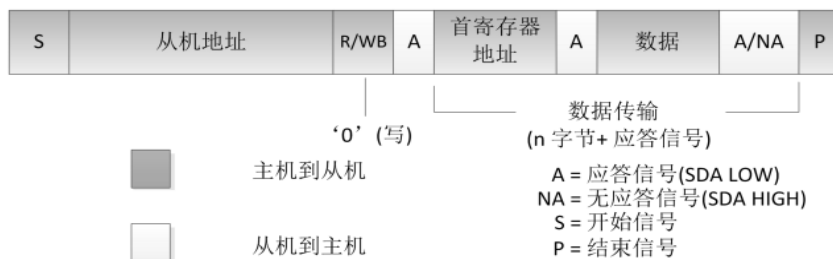 S 从机地址 R/WB A 首寄存器地址 A 数据 A/NA P
‘0’ (写)
数据传输
(n 字节+ 应答信号)
主机到从机
A = 应答信号(SDA LOW)
NA = 无应答信号(SDA HIGH)
S = 开始信号
从机到主机
P = 结束信号